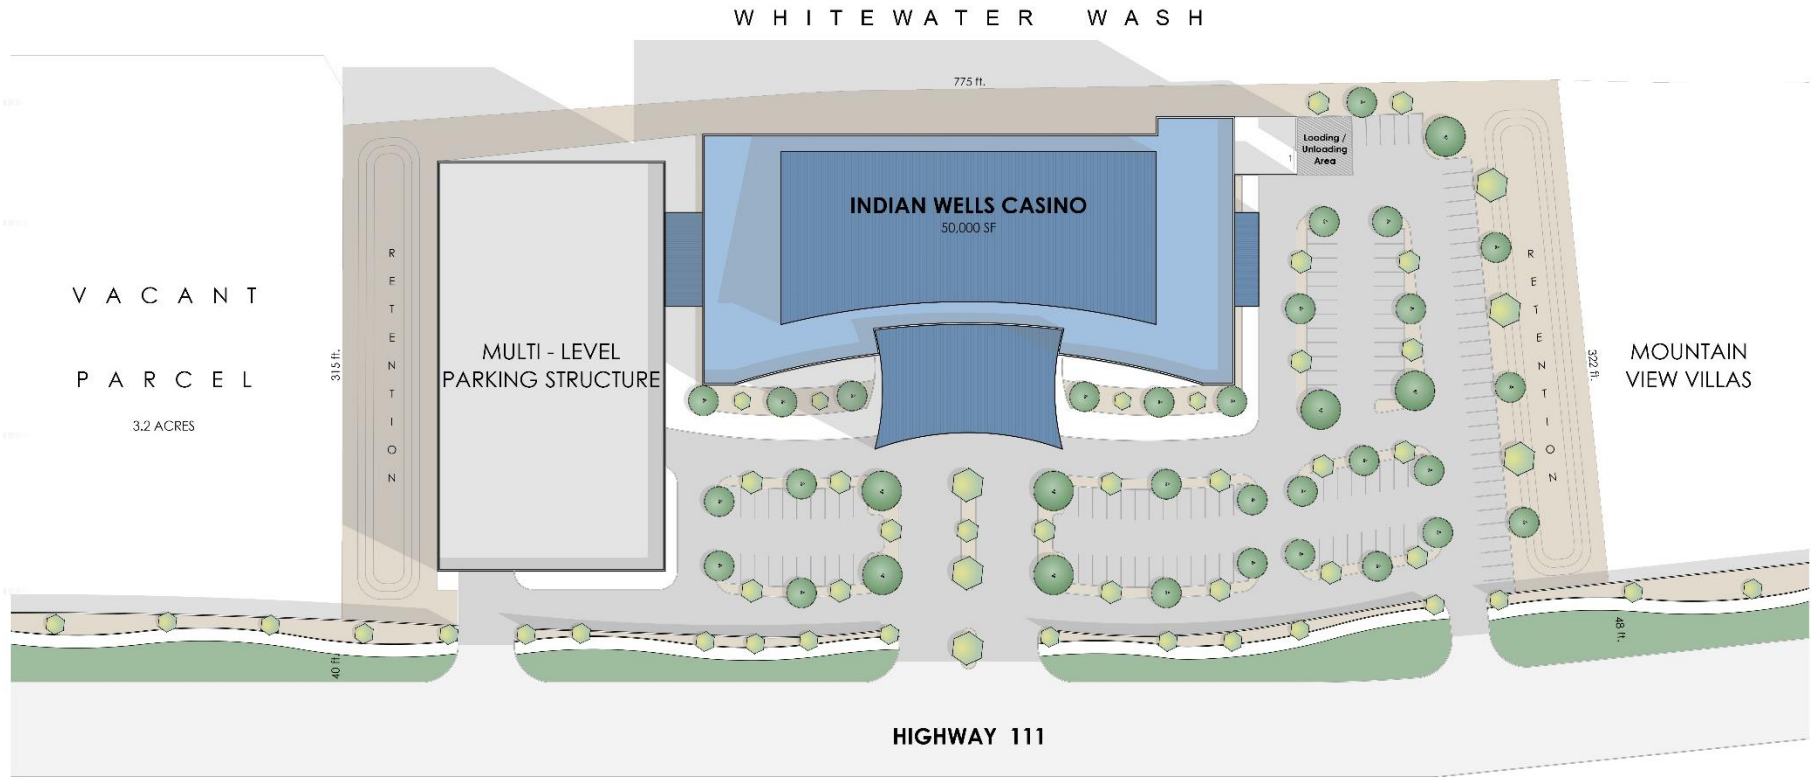 WHITEWATER WASH
775 ft.
Loading /
Unloading
Area
1
INDIAN WELLS CASINO
50,000 SF
RETENTION
RETENTION
VACANT
PARCEL
3.2 ACRES
315 ft.
MULTI - LEVEL
PARKING STRUCTURE
322 ft.
MOUNTAIN
VIEW VILLAS
40 ft.
48 ft.
HIGHWAY 111